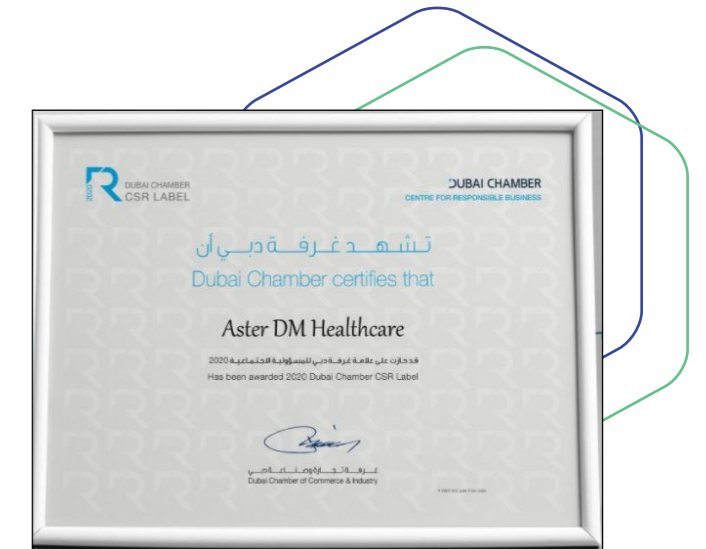 2020
DUBAI CHAMBER
CSR LABEL
DUBAI CHAMBER
CENTRE FOR RESPONSIBLE BUSINESS
تشهد غرفة دبي أن
Dubai Chamber certifies that
Aster DM Healthcare
قد حازت على علامة غرفة دبي للمسؤولية الاجتماعية 2020
Has been awarded 2020 Dubai Chamber CSR Label
غرفة تجارة وصناعة دبي
Dubai Chamber of Commerce & Industry